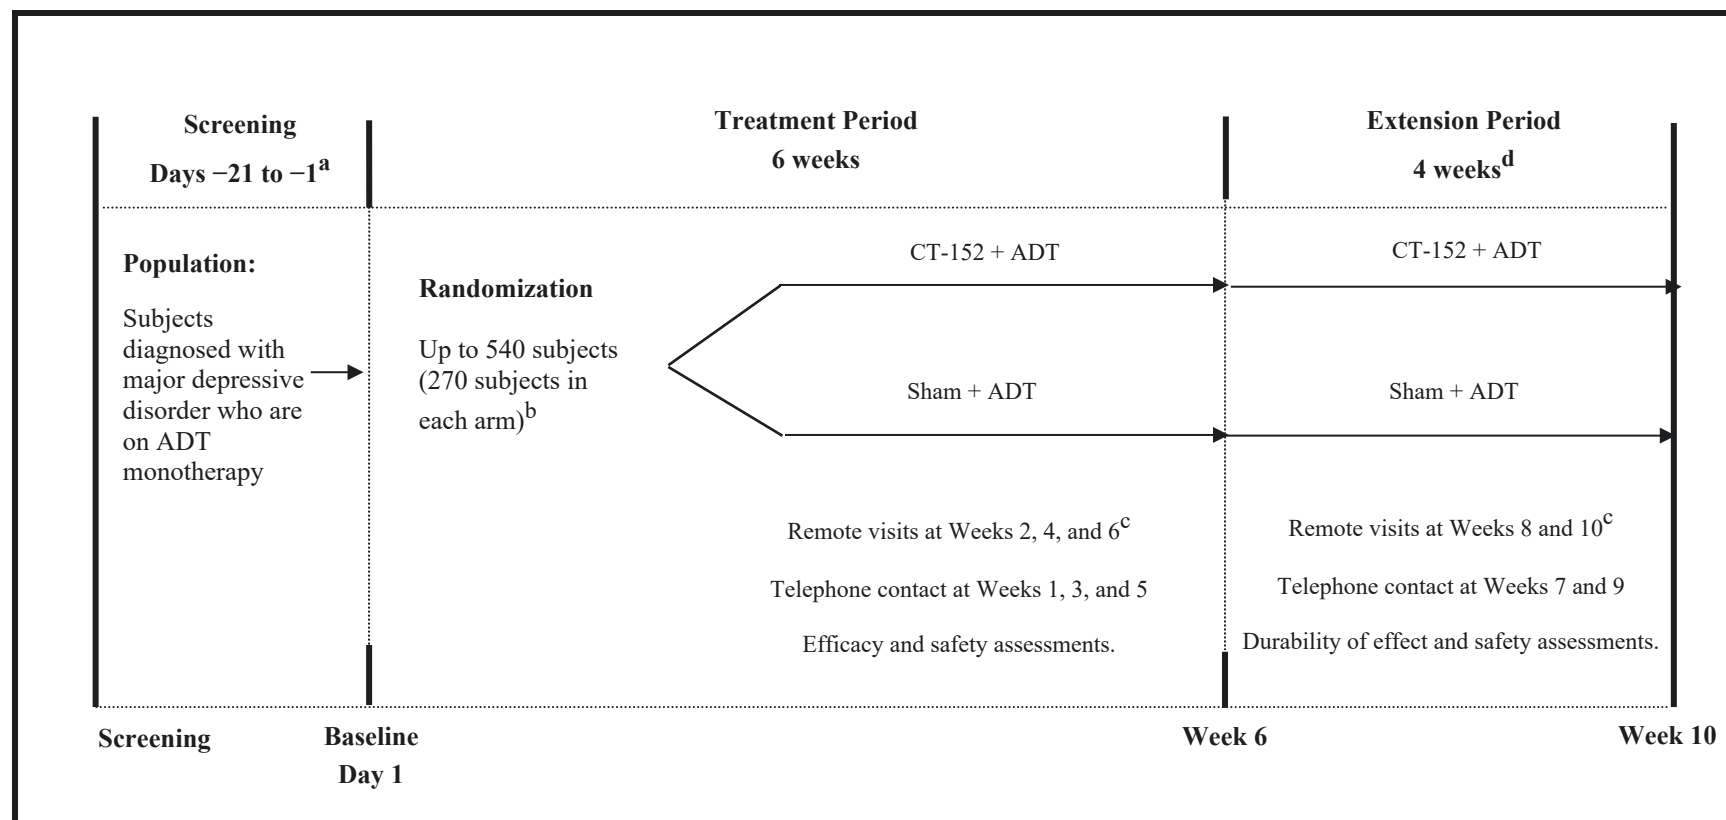 Screening
Days −21 to −1a
Treatment Period
6 weeks
Extension Period
4 weeksd
Population:
Subjects
diagnosed with
major depressive
disorder who are
on ADT
monotherapy
Randomization
Up to 540 subjects
(270 subjects in
each arm)b
CT-152 + ADT
CT-152 + ADT
Sham + ADT
Sham + ADT
Remote visits at Weeks 2, 4, and 6c
Telephone contact at Weeks 1, 3, and 5
Efficacy and safety assessments.
Remote visits at Weeks 8 and 10c
Telephone contact at Weeks 7 and 9
Durability of effect and safety assessments.
Screening
Baseline
Day 1
Week 6
Week 10